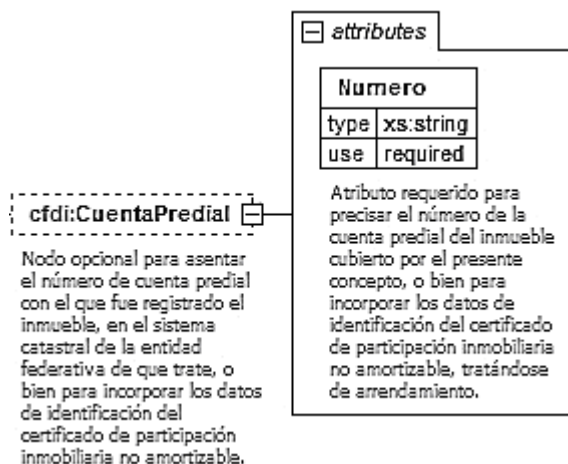 attributes
Numero
type xs:string
use required
Atributo requerido para
precisar el número de la
cuenta predial del inmueble
cubierto por el presente
concepto, o bien para
incorporar los datos de
identificación del certificado
de participación inmobiliaria
no amortizable, tratándose
de arrendamiento.
cfdi:CuentaPredial
Nodo opcional para asentar
el número de cuenta predial
con el que fue registrado el
inmueble, en el sistema
catastral de la entidad
federativa de que trate, o
bien para incorporar los datos
de identificación del
certificado de participación
inmobiliaria no amortizable.